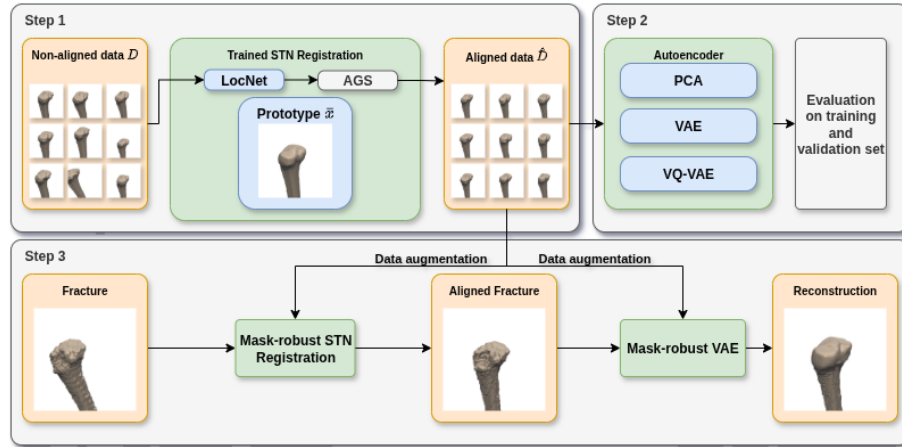 Step 1
Non-aligned data D
Trained STN Registration
LocNet
AGS
Prototype x̄
Aligned data D̂
Step 2
Autoencoder
PCA
VAE
VQ-VAE
Evaluation
on training
and
validation set
Step 3
Data augmentation
Data augmentation
Fracture
Mask-robust STN
Registration
Aligned Fracture
Mask-robust VAE
Reconstruction